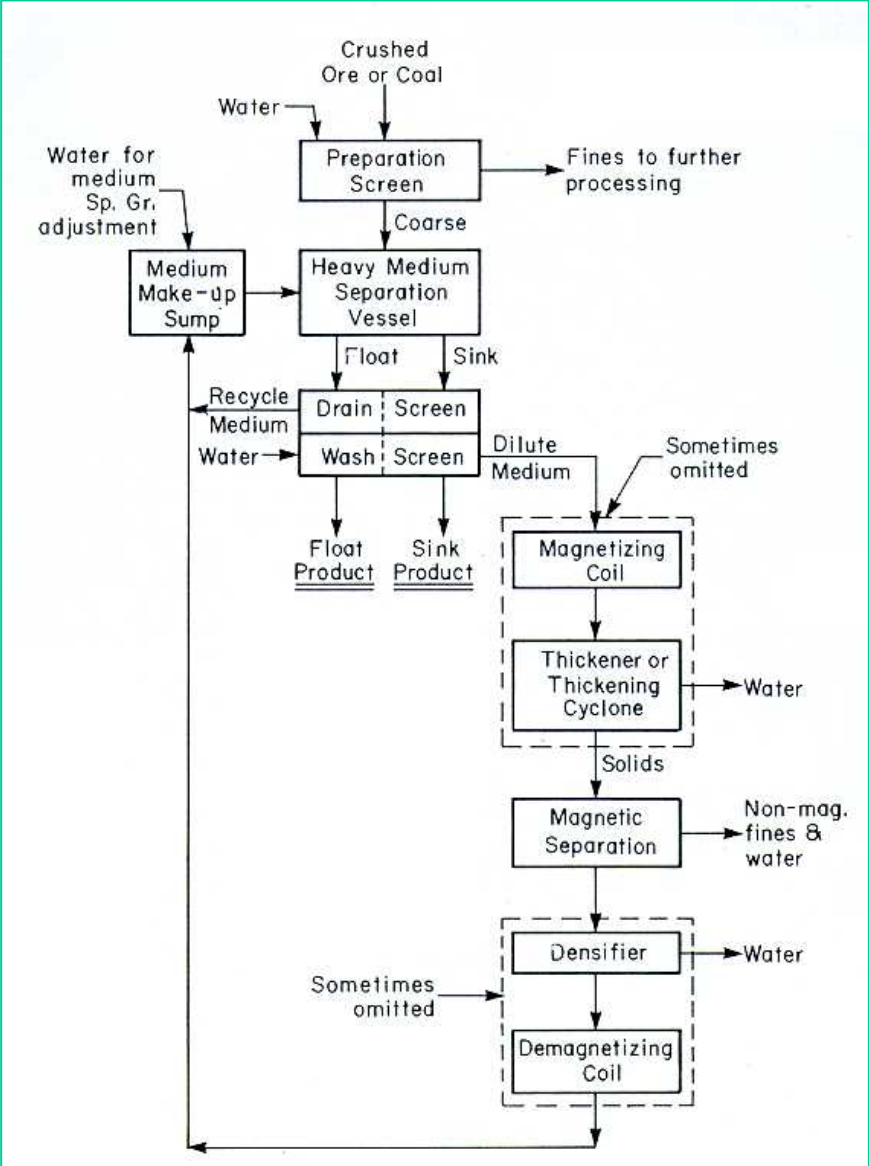 Crushed
Ore or Coal
Water
Preparation
Screen
Fines to further
processing
Water for
medium
Sp. Gr.
adjustment
Coarse
Medium
Make-up
Sump
Heavy Medium
Separation
Vessel
Float
Sink
Recycle
Medium
Drain
Screen
Water
Wash
Screen
Dilute
Medium
Sometimes
omitted
Float
Product
Sink
Product
Magnetizing
Coil
Thickener or
Thickening
Cyclone
Water
Solids
Magnetic
Separation
Non-mag.
fines &
water
Densifier
Water
Sometimes
omitted
Demagnetizing
Coil